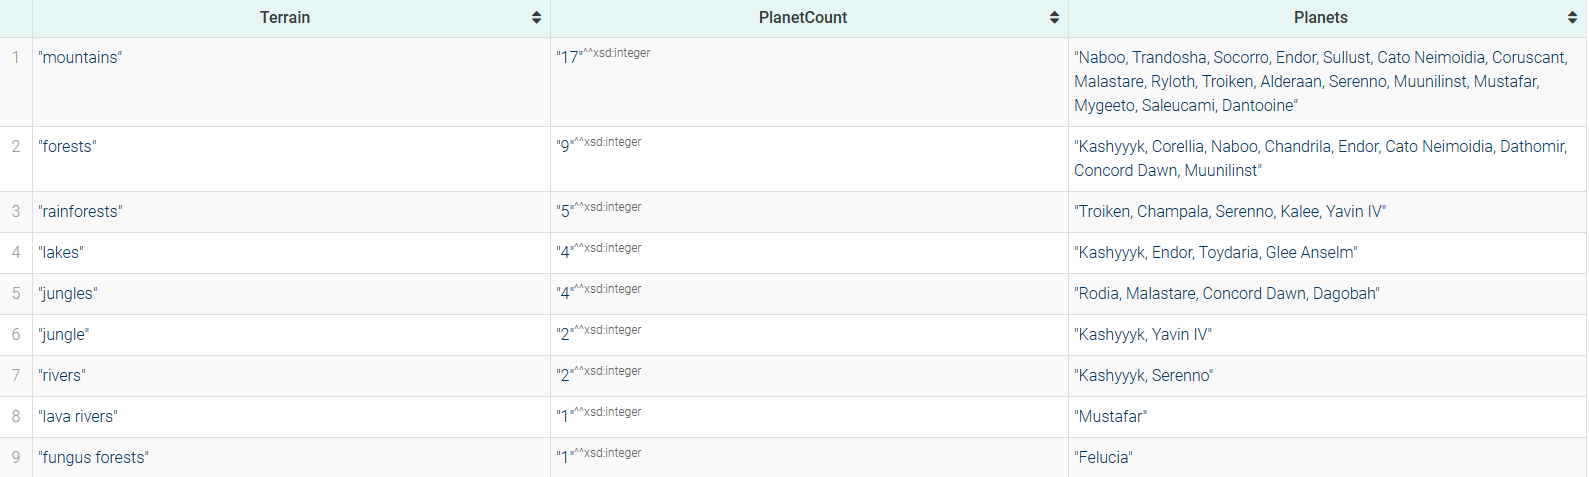 Terrain PlanetCount Planets
1 "mountains" "17"^^xsd:integer "Naboo, Trandosha, Socorro, Endor, Sullust, Cato Neimoidia, Coruscant,
Malastare, Ryloth, Troiken, Alderaan, Serenno, Muunilinst, Mustafar,
Mygeeto, Saleucami, Dantooine"
2 "forests" "9"^^xsd:integer "Kashyyyk, Corellia, Naboo, Chandrila, Endor, Cato Neimoidia, Dathomir,
Concord Dawn, Muunilinst"
3 "rainforests" "5"^^xsd:integer "Troiken, Champala, Serenno, Kalee, Yavin IV"
4 "lakes" "4"^^xsd:integer "Kashyyyk, Endor, Toydaria, Glee Anselm"
5 "jungles" "4"^^xsd:integer "Rodia, Malastare, Concord Dawn, Dagobah"
6 "jungle" "2"^^xsd:integer "Kashyyyk, Yavin IV"
7 "rivers" "2"^^xsd:integer "Kashyyyk, Serenno"
8 "lava rivers" "1"^^xsd:integer "Mustafar"
9 "fungus forests" "1"^^xsd:integer "Felucia"